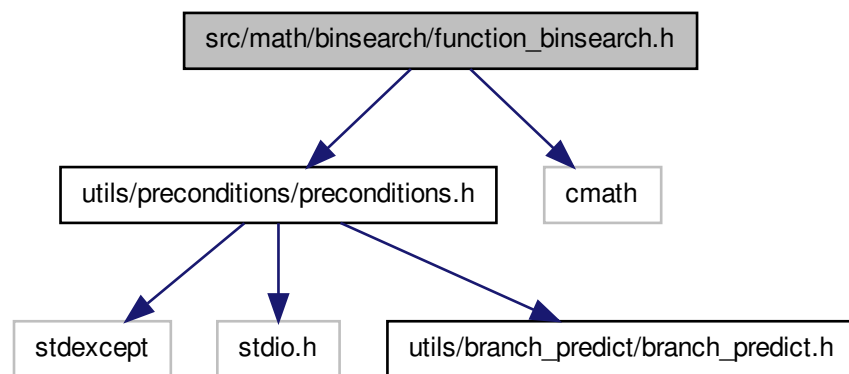 src/math/binsearch/function_binsearch.h
utils/preconditions/preconditions.h
cmath
stdexcept
stdio.h
utils/branch_predict/branch_predict.h